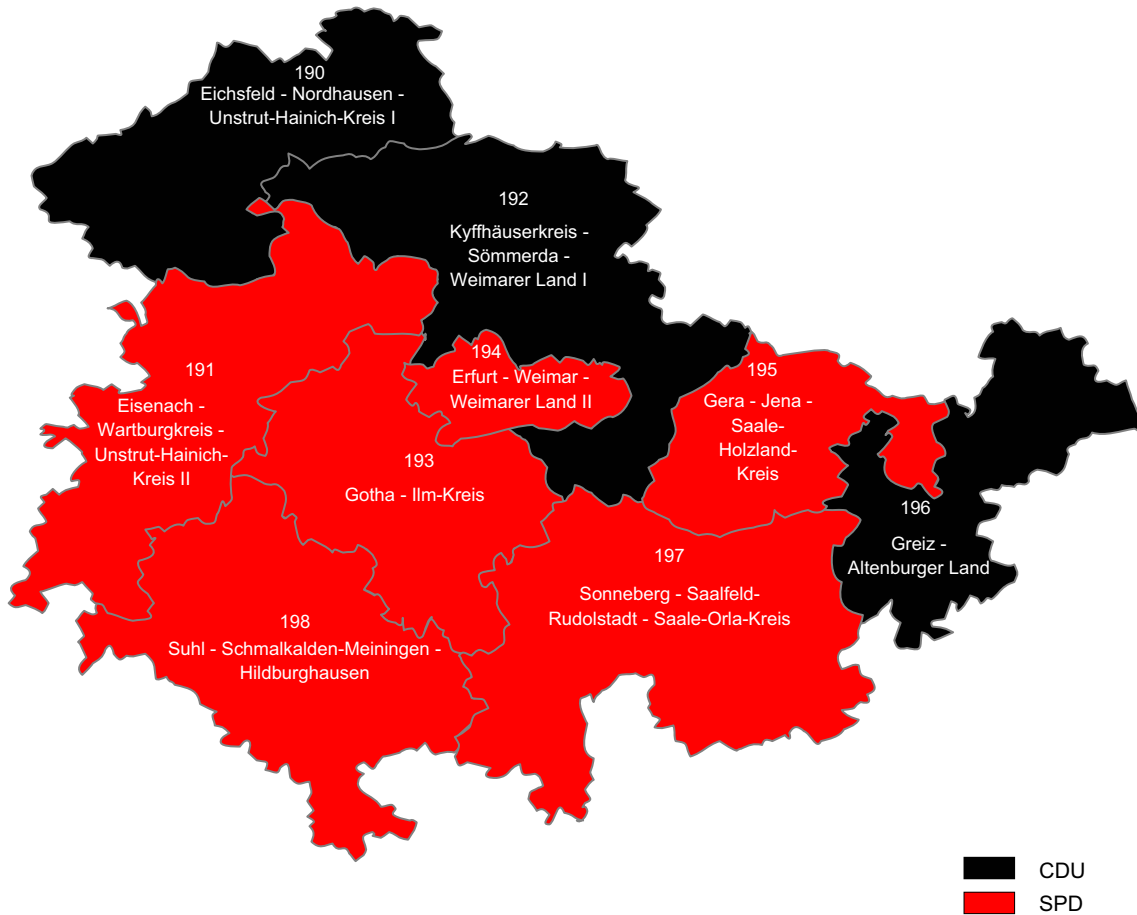 190
Eichsfeld - Nordhausen -
Unstrut-Hainich-Kreis I
192
Kyffhäuserkreis -
Sömmerda -
Weimarer Land I
194
Erfurt - Weimar -
Weimarer Land II
191
Eisenach -
Wartburgkreis -
Unstrut-Hainich-
Kreis II
195
Gera - Jena -
Saale-
Holzland-
Kreis
193
Gotha - Ilm-Kreis
196
Greiz -
Altenburger Land
197
Sonneberg - Saalfeld-
Rudolstadt - Saale-Orla-Kreis
198
Suhl - Schmalkalden-Meiningen -
Hildburghausen
CDU
SPD